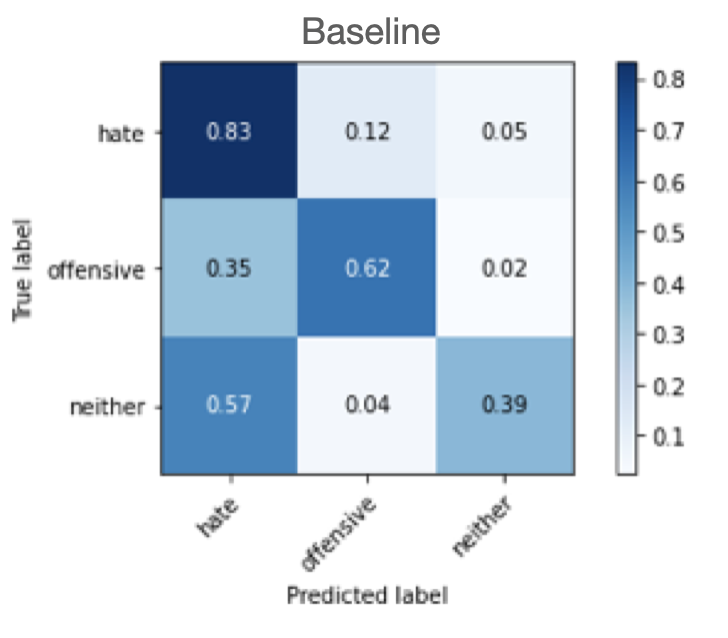 Baseline
hate 0.83 0.12 0.05
offensive 0.35 0.62 0.02
neither 0.57 0.04 0.39
True label
hate offensive neither
Predicted label
0.8
0.7
0.6
0.5
0.4
0.3
0.2
0.1